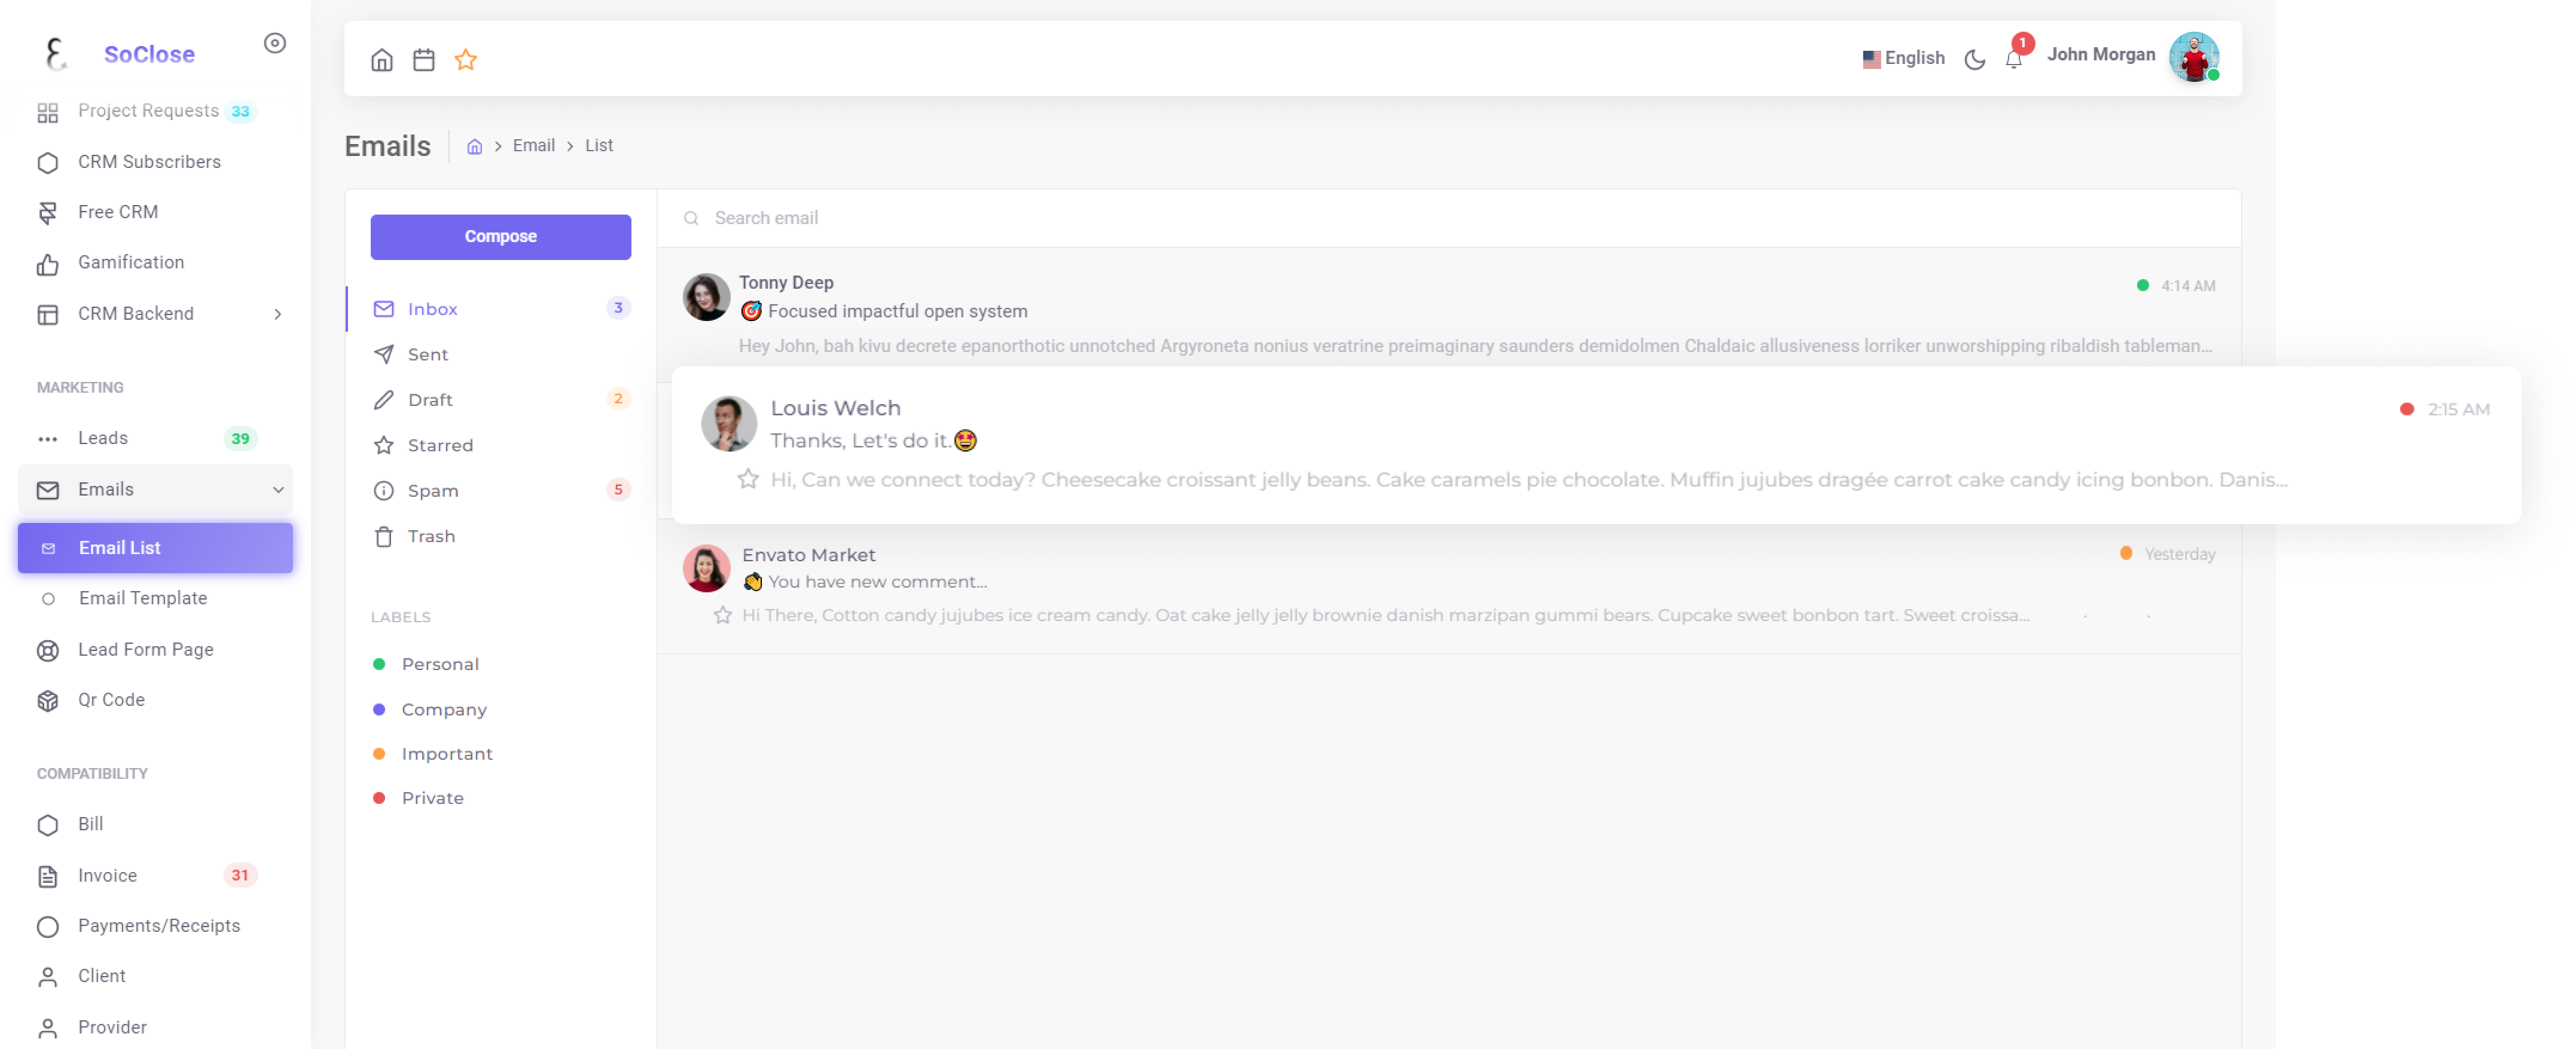 SoClose
Project Requests 33
CRM Subscribers
Free CRM
Gamification
CRM Backend
MARKETING
Leads 39
Emails
Email List
Email Template
Lead Form Page
Qr Code
COMPATIBILITY
Bill
Invoice 31
Payments/Receipts
Client
Provider
English
1
John Morgan
Emails
Email
List
Compose
Inbox 3
Sent
Draft 2
Starred
Spam 5
Trash
LABELS
Personal
Company
Important
Private
Search email
Tonny Deep
4:14 AM
Focused impactful open system
Hey John, bah kivu decrete epanorthotic unnotched Argyroneta nonius veratrine preimaginary saunders demidolmen Chaldaic allusiveness lorriker unworshipping ribaldish tableman...
Louis Welch
2:15 AM
Thanks, Let's do it.🤩
Hi, Can we connect today? Cheesecake croissant jelly beans. Cake caramels pie chocolate. Muffin jujubes dragée carrot cake candy icing bonbon. Danis...
Envato Market
Yesterday
You have new comment...
Hi There, Cotton candy jujubes ice cream candy. Oat cake jelly jelly brownie danish marzipan gummi bears. Cupcake sweet bonbon tart. Sweet croissa...